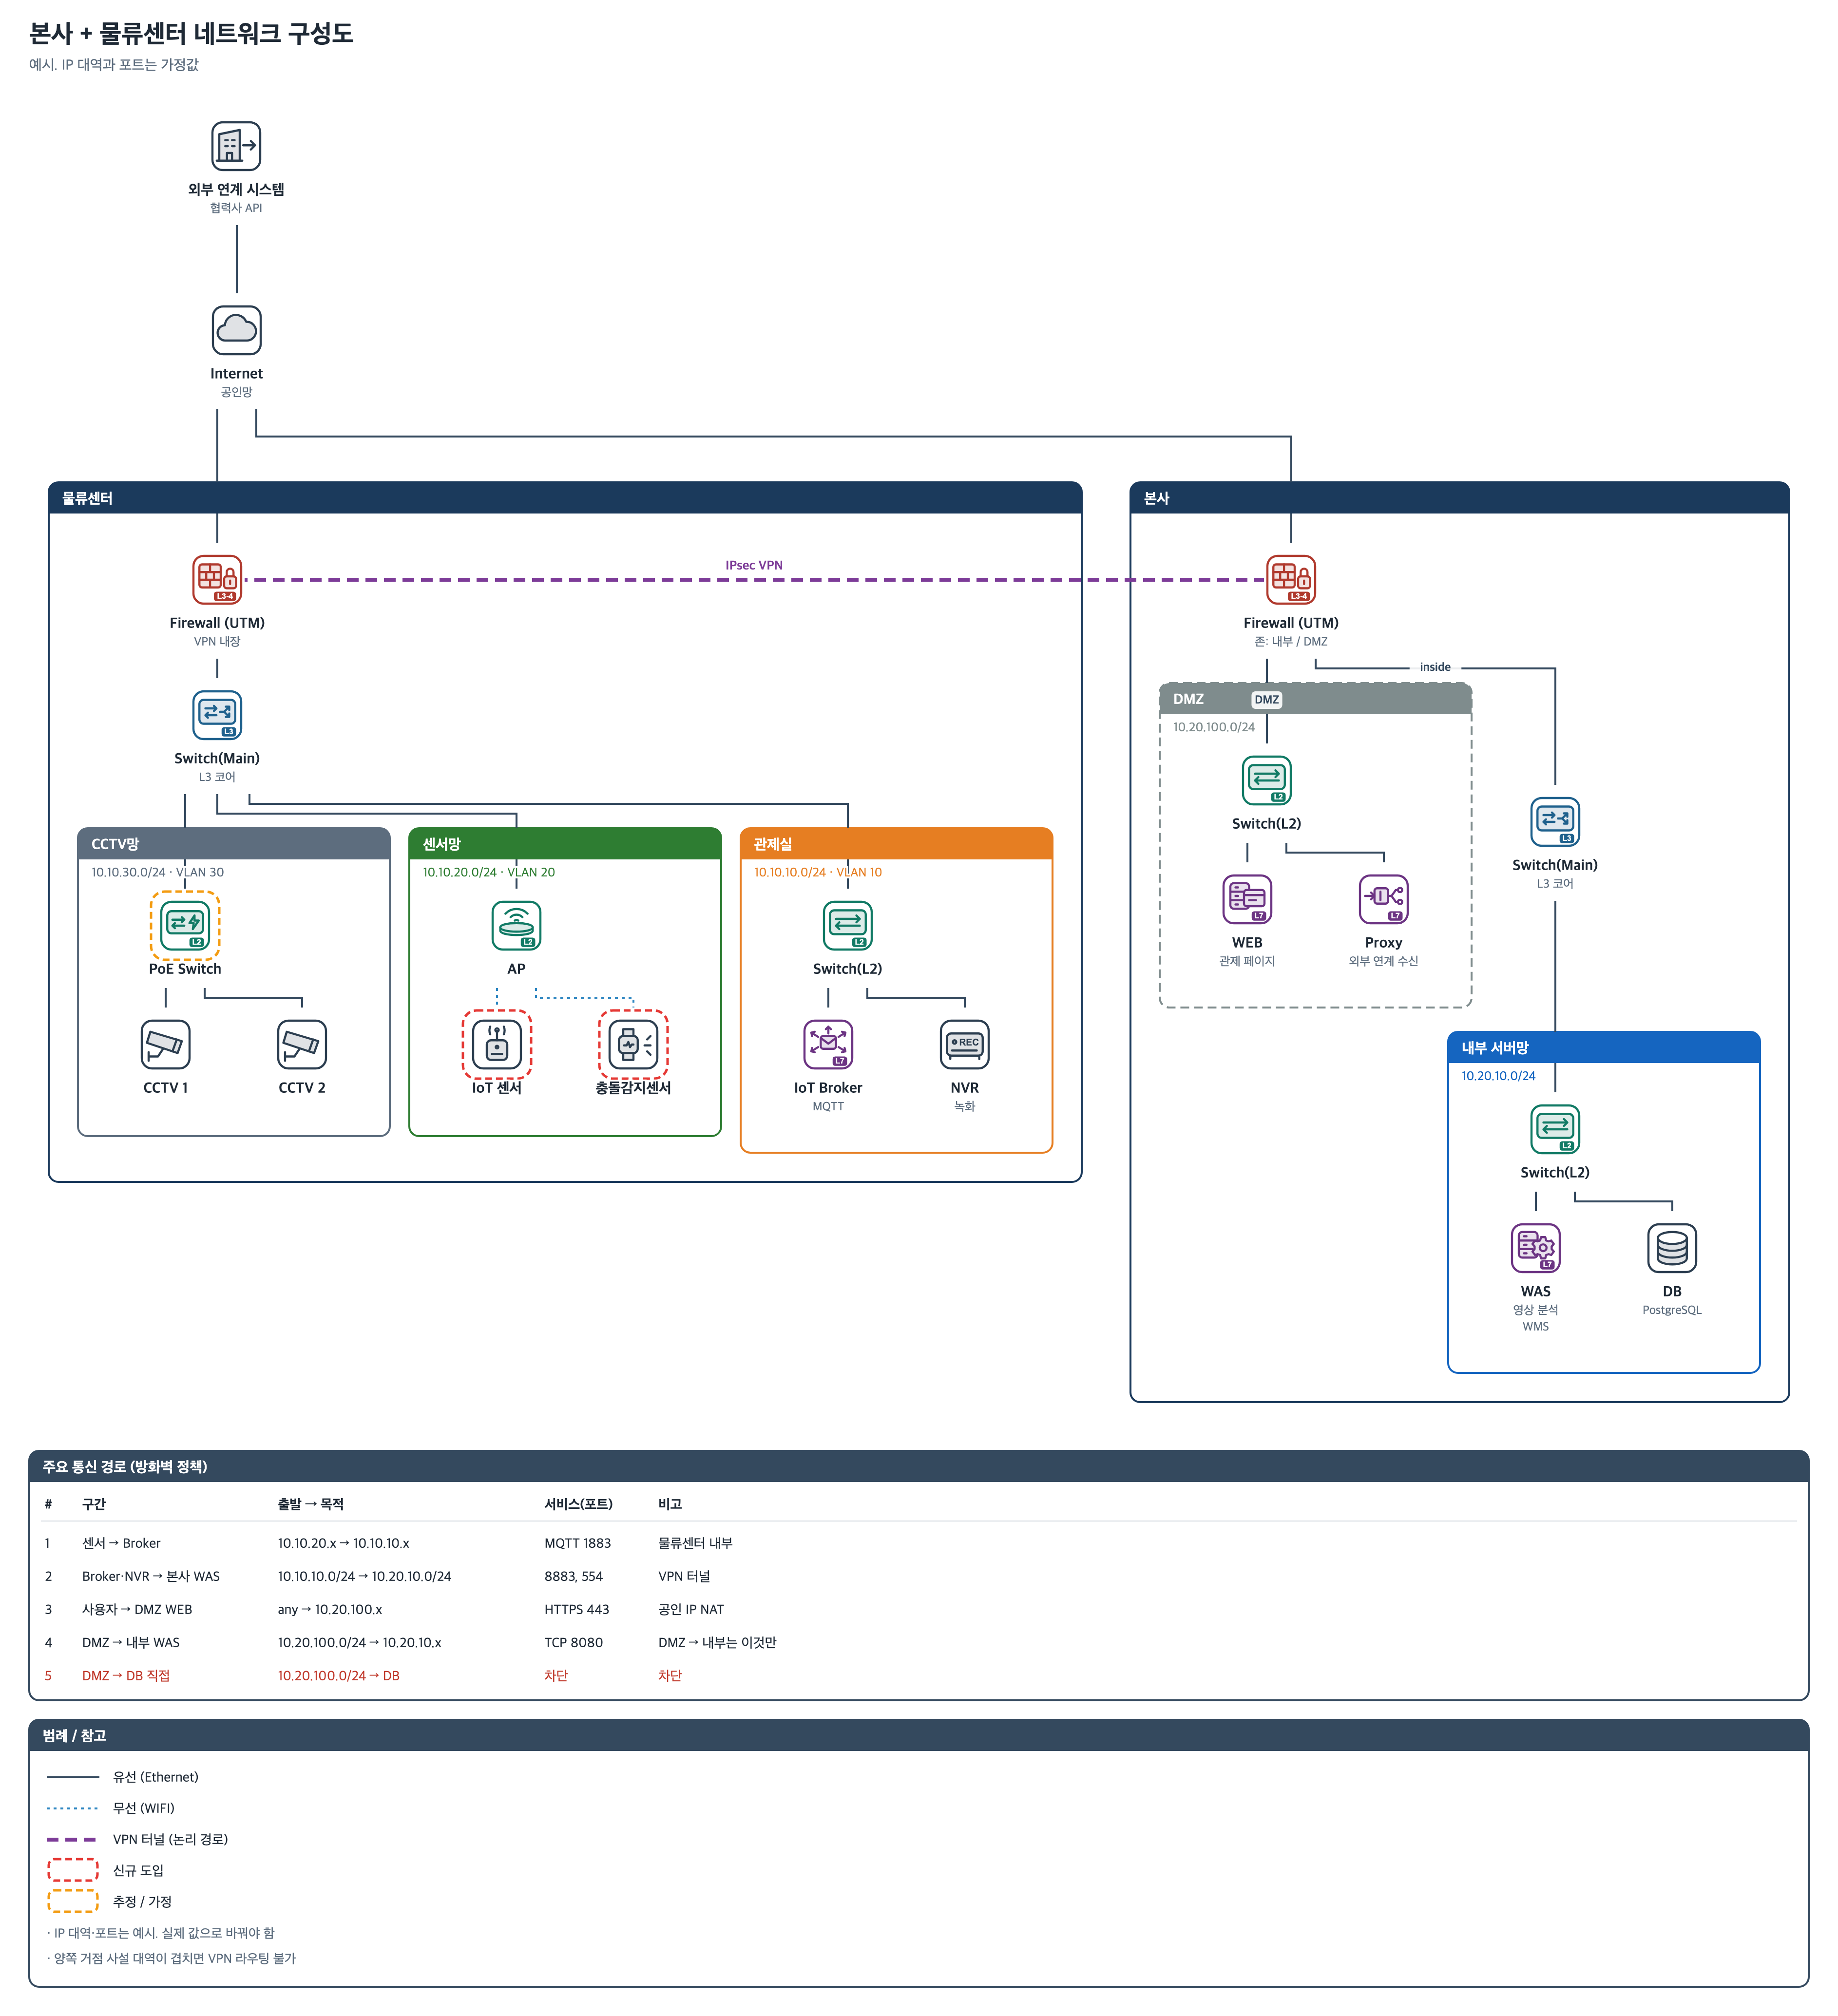 본사 + 물류센터 네트워크 구성도
예시. IP 대역과 포트는 가정값
외부 연계 시스템
협력사 API
Internet
공인망
물류센터
L3-4
Firewall (UTM)
VPN 내장
IPsec VPN
L3
Switch(Main)
L3 코어
CCTV망
10.10.30.0/24 · VLAN 30
L2
PoE Switch
CCTV 1
CCTV 2
센서망
10.10.20.0/24 · VLAN 20
L2
AP
IoT 센서
충돌감지센서
관제실
10.10.10.0/24 · VLAN 10
L2
Switch(L2)
L7
IoT Broker
MQTT
REC
NVR
녹화
본사
L3-4
Firewall (UTM)
존: 내부 / DMZ
inside
DMZ
DMZ
10.20.100.0/24
L2
Switch(L2)
L7
WEB
관제 페이지
L7
Proxy
외부 연계 수신
L3
Switch(Main)
L3 코어
내부 서버망
10.20.10.0/24
L2
Switch(L2)
L7
WAS
영상 분석
WMS
DB
PostgreSQL
주요 통신 경로 (방화벽 정책)
# 구간 출발 → 목적 서비스(포트) 비고
1 센서 → Broker 10.10.20.x → 10.10.10.x MQTT 1883 물류센터 내부
2 Broker·NVR → 본사 WAS 10.10.10.0/24 → 10.20.10.0/24 8883, 554 VPN 터널
3 사용자 → DMZ WEB any → 10.20.100.x HTTPS 443 공인 IP NAT
4 DMZ → 내부 WAS 10.20.100.0/24 → 10.20.10.x TCP 8080 DMZ → 내부는 이것만
5 DMZ → DB 직접 10.20.100.0/24 → DB 차단 차단
범례 / 참고
유선 (Ethernet)
무선 (WIFI)
VPN 터널 (논리 경로)
신규 도입
추정 / 가정
· IP 대역·포트는 예시. 실제 값으로 바꿔야 함
· 양쪽 거점 사설 대역이 겹치면 VPN 라우팅 불가